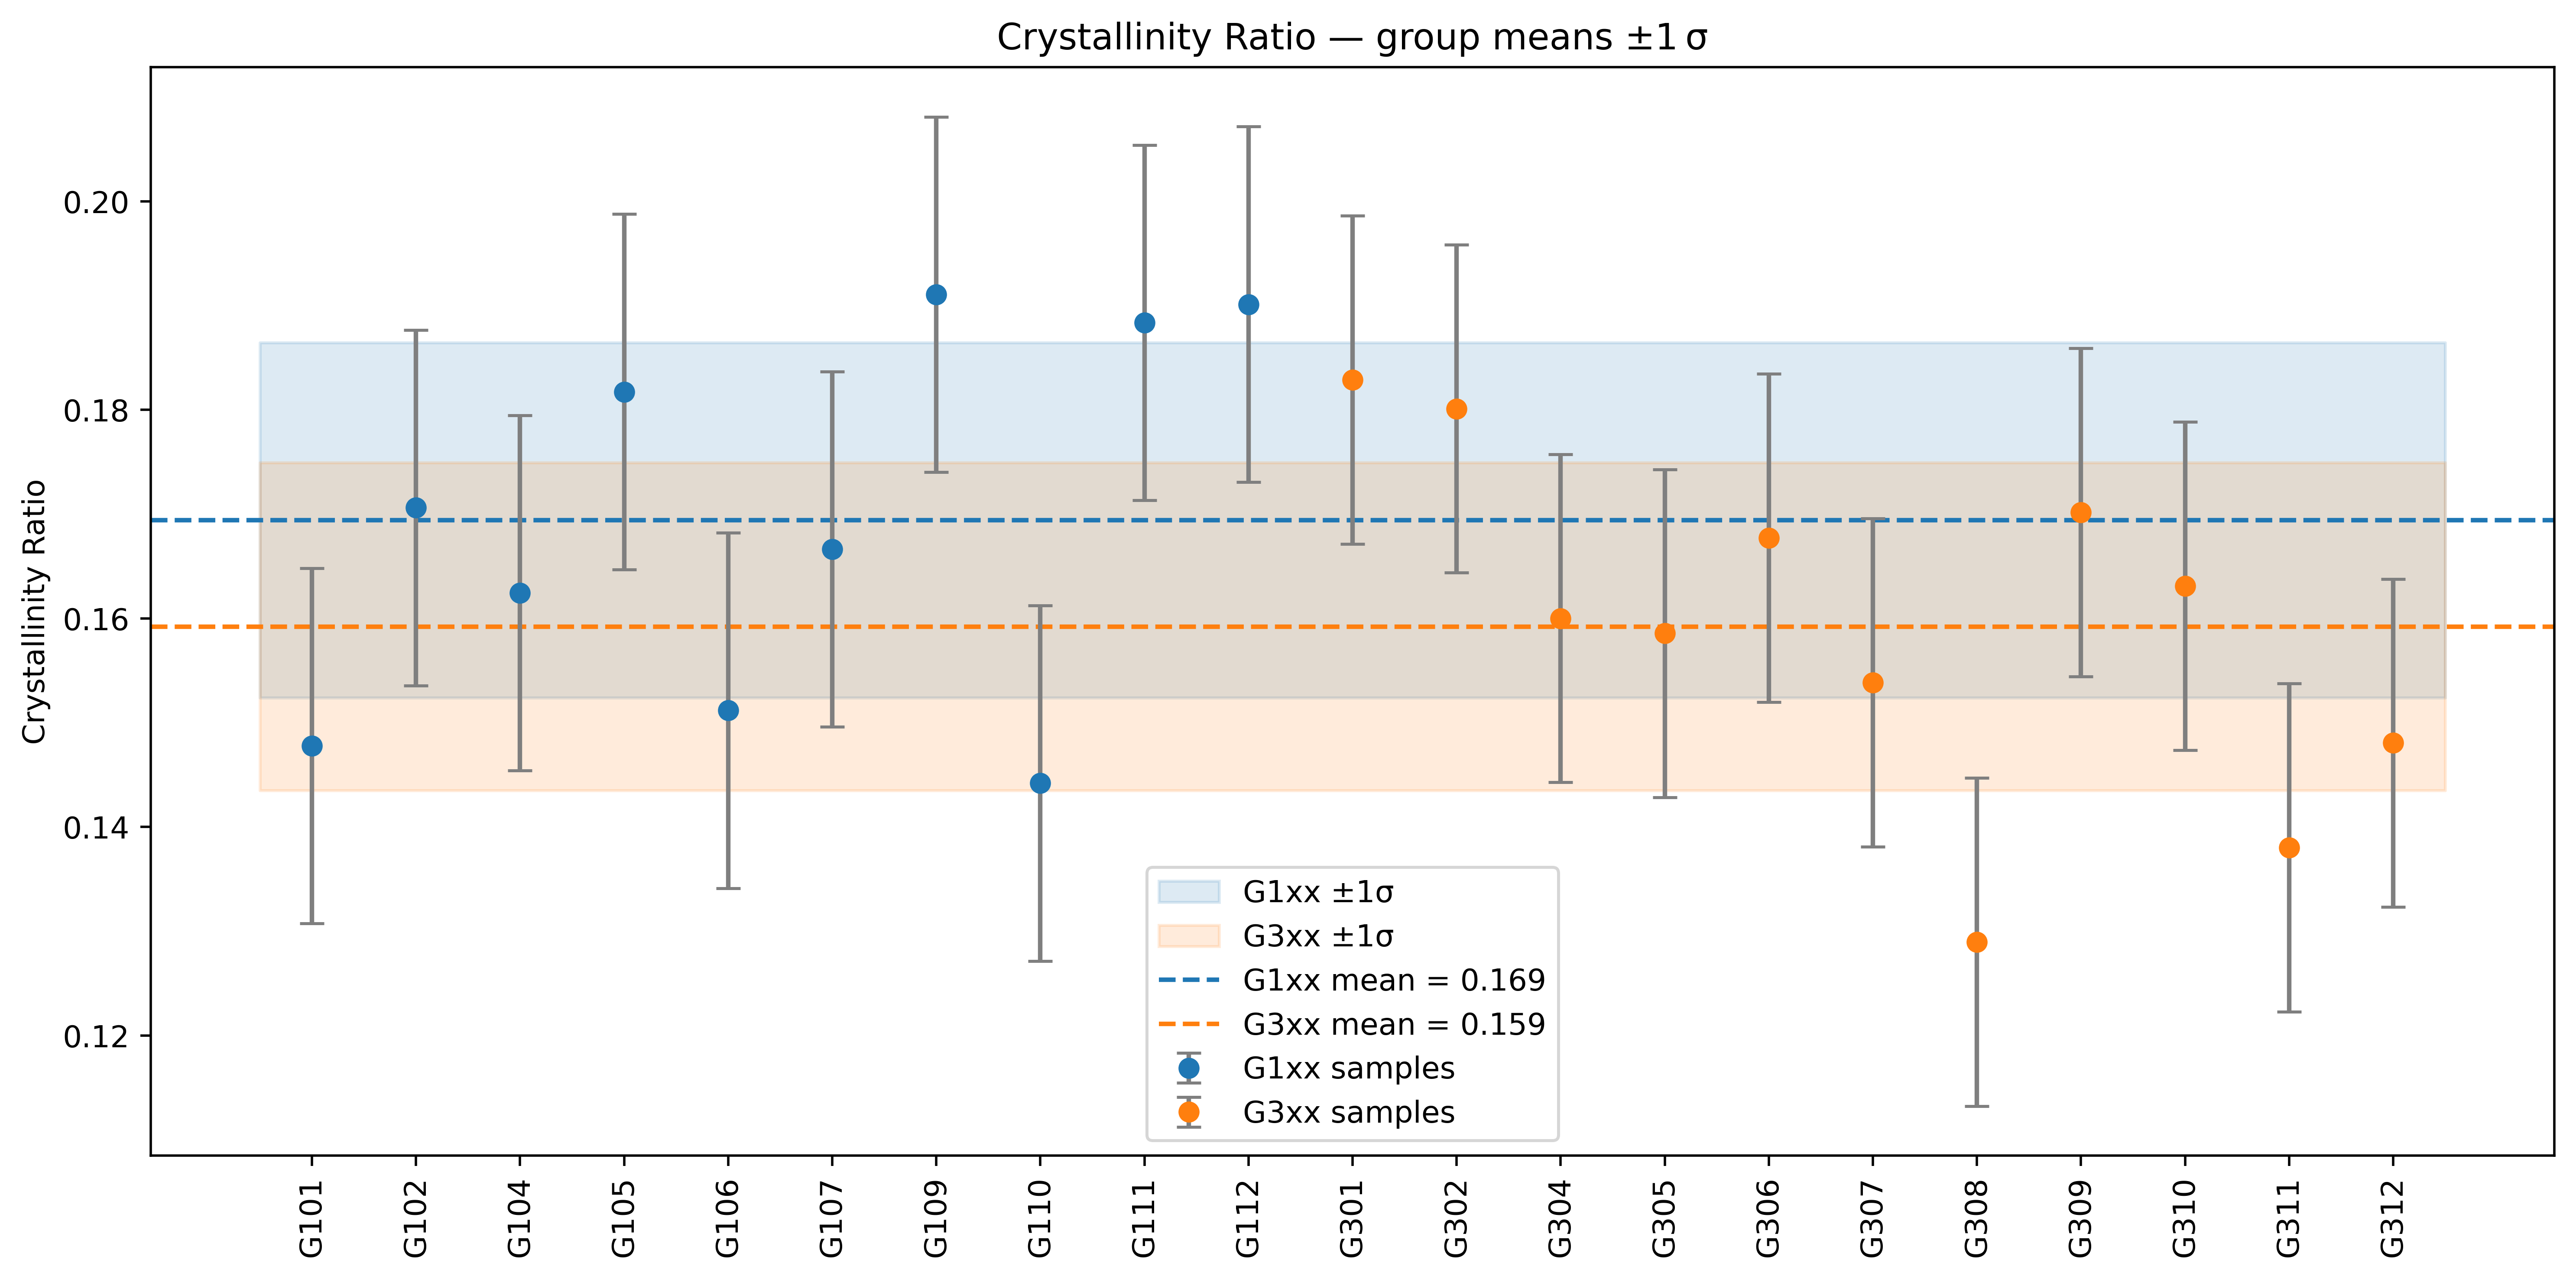 Crystallinity Ratio — group means ±1 σ
Crystallinity Ratio
0.20
0.18
0.16
0.14
0.12
G1xx ±1σ
G3xx ±1σ
G1xx mean = 0.169
G3xx mean = 0.159
G1xx samples
G3xx samples
G101
G102
G104
G105
G106
G107
G109
G110
G111
G112
G301
G302
G304
G305
G306
G307
G308
G309
G310
G311
G312